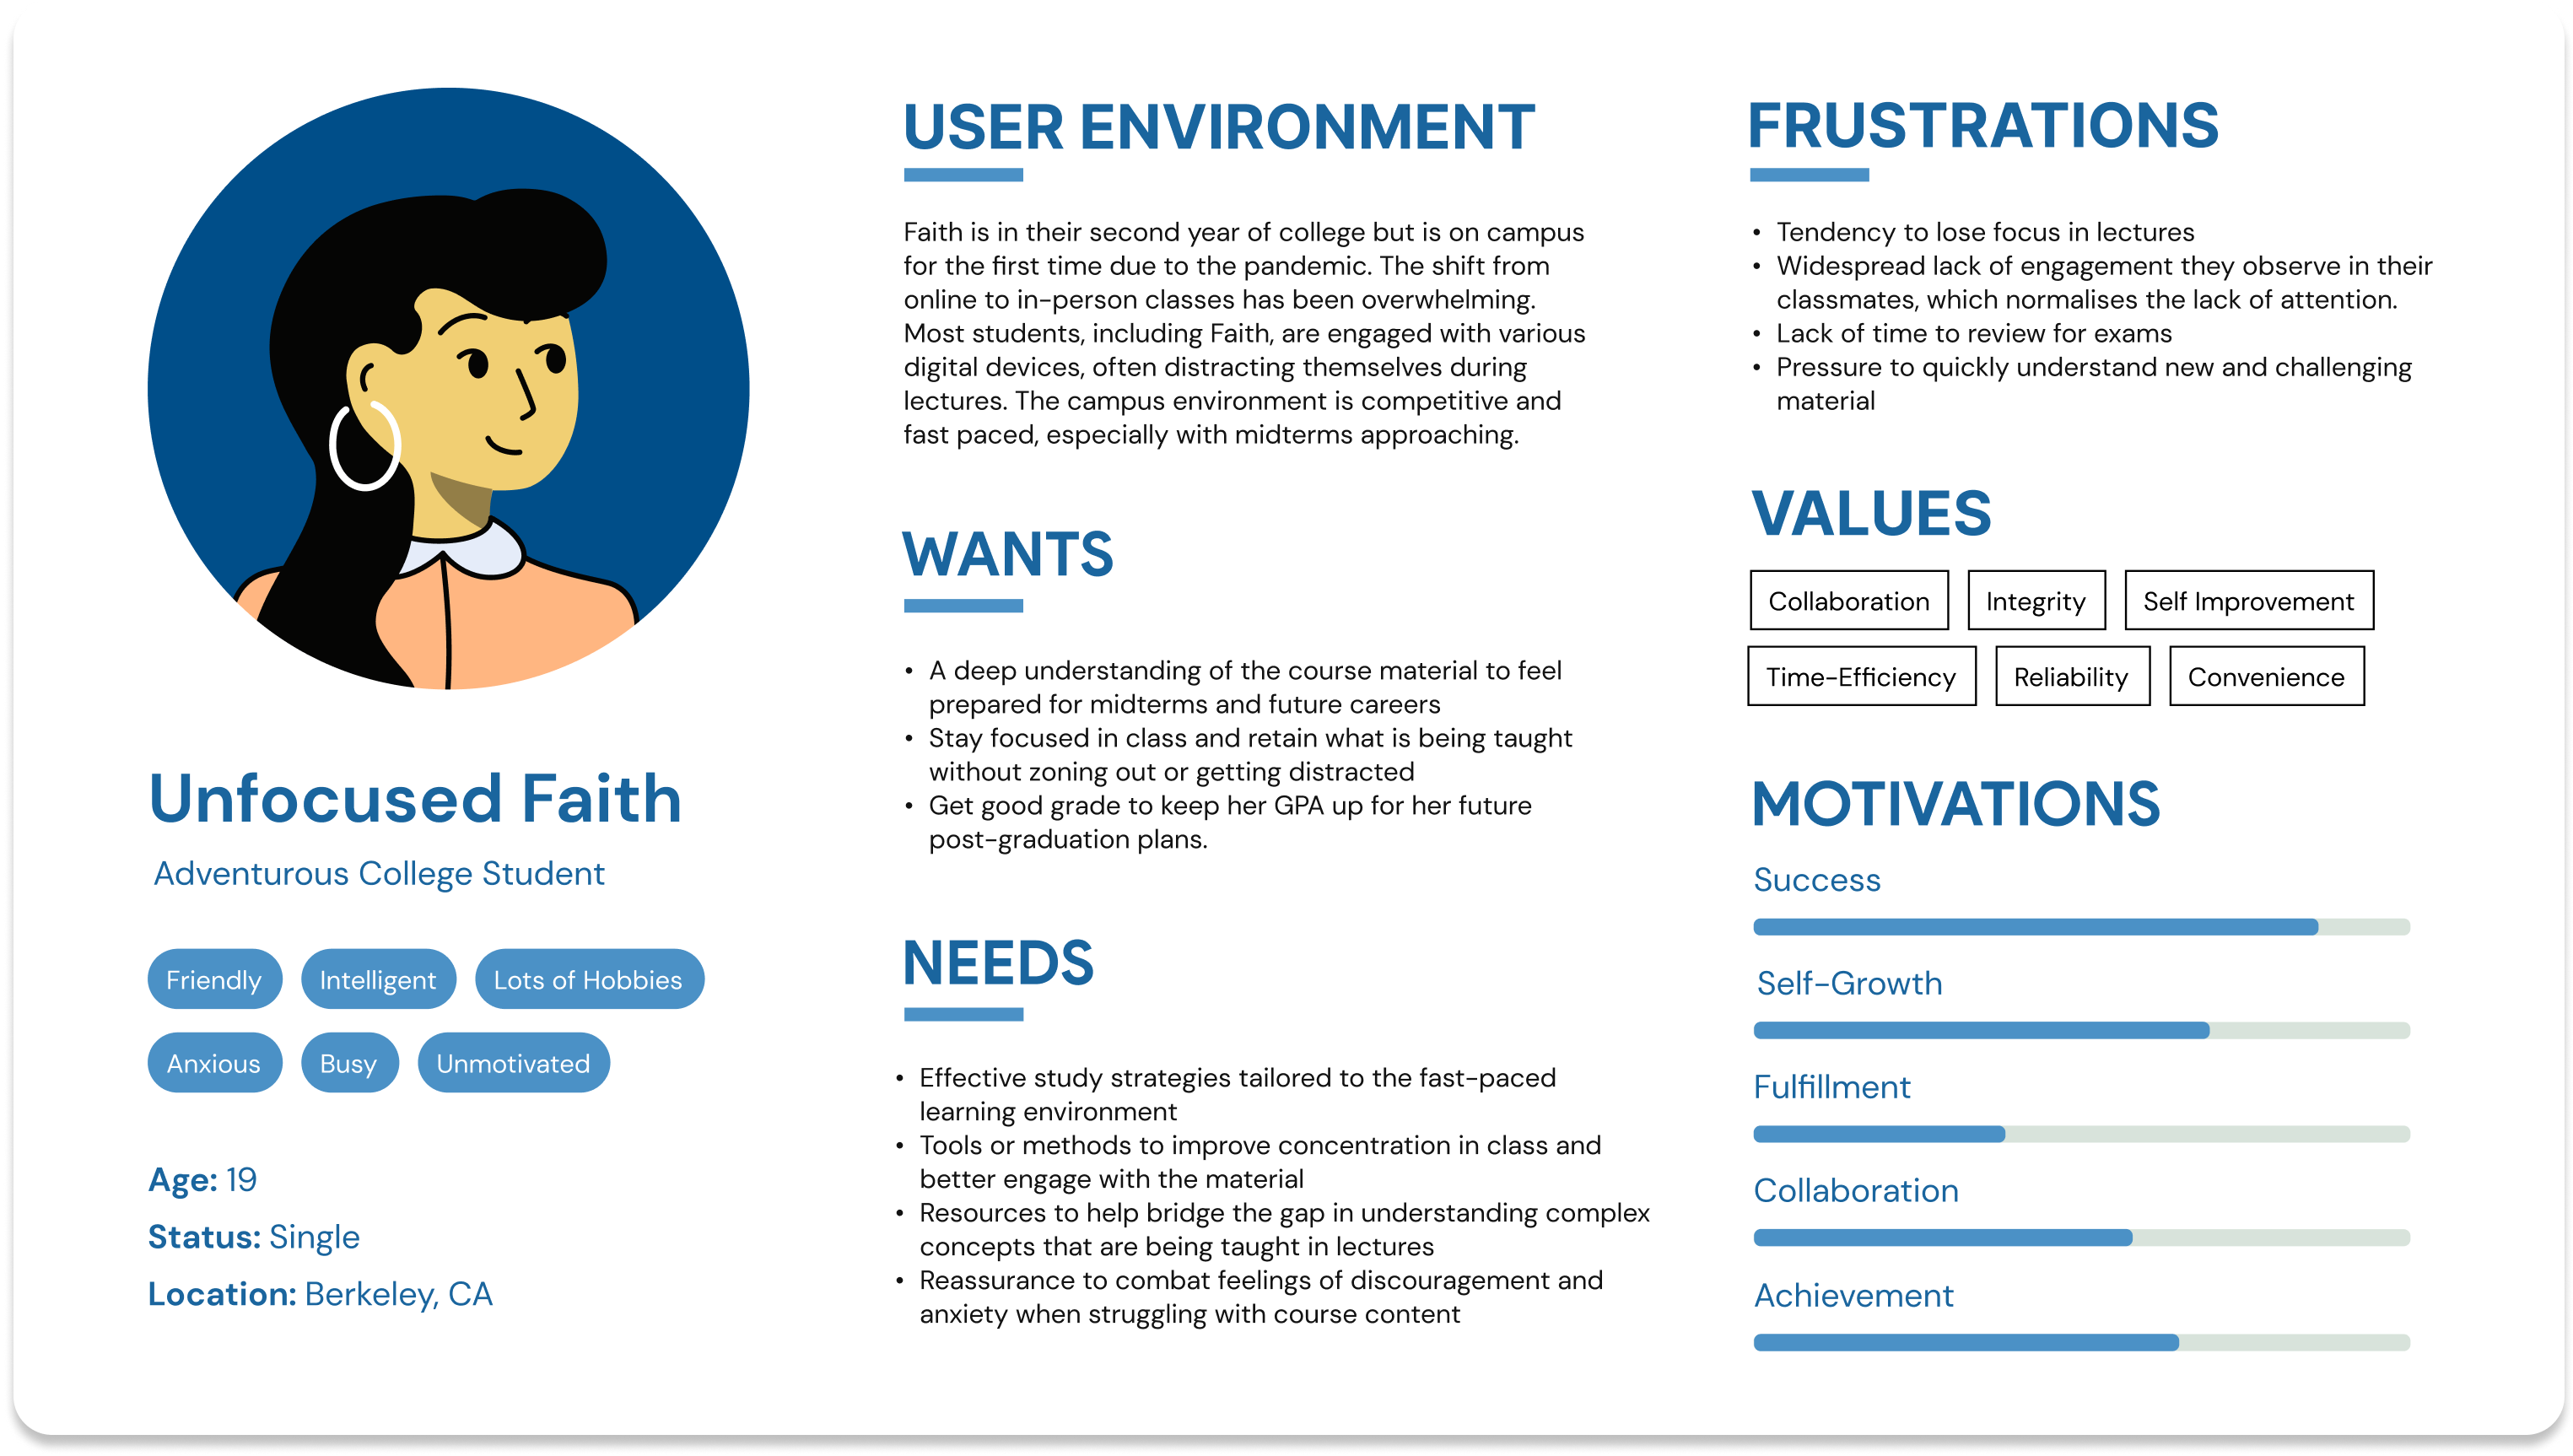 Unfocused Faith
Adventurous College Student
Friendly
Intelligent
Lots of Hobbies
Anxious
Busy
Unmotivated
Age: 19
Status: Single
Location: Berkeley, CA
USER ENVIRONMENT
Faith is in their second year of college but is on campus
for the first time due to the pandemic. The shift from
online to in-person classes has been overwhelming.
Most students, including Faith, are engaged with various
digital devices, often distracting themselves during
lectures. The campus environment is competitive and
fast paced, especially with midterms approaching.
WANTS
• A deep understanding of the course material to feel
prepared for midterms and future careers
• Stay focused in class and retain what is being taught
without zoning out or getting distracted
• Get good grade to keep her GPA up for her future
post-graduation plans.
NEEDS
• Effective study strategies tailored to the fast-paced
learning environment
• Tools or methods to improve concentration in class and
better engage with the material
• Resources to help bridge the gap in understanding complex
concepts that are being taught in lectures
• Reassurance to combat feelings of discouragement and
anxiety when struggling with course content
FRUSTRATIONS
• Tendency to lose focus in lectures
• Widespread lack of engagement they observe in their
classmates, which normalises the lack of attention.
• Lack of time to review for exams
• Pressure to quickly understand new and challenging
material
VALUES
Collaboration
Integrity
Self Improvement
Time-Efficiency
Reliability
Convenience
MOTIVATIONS
Success
Self-Growth
Fulfillment
Collaboration
Achievement